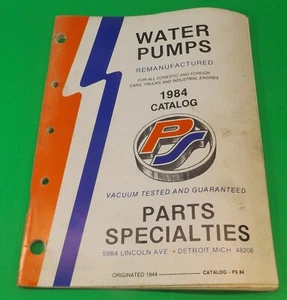 WATER
PUMPS
REMANUFACTURED
FOR ALL DOMESTIC AND FOREIGN
CARS, TRUCKS AND INDUSTRIAL ENGINES
1984
CATALOG
PS
VACUUM TESTED AND GUARANTEED
PARTS
SPECIALTIES
5984 LINCOLN AVE • DETROIT, MICH. 48208
ORIGINATED 1944 CATALOG - PS 84